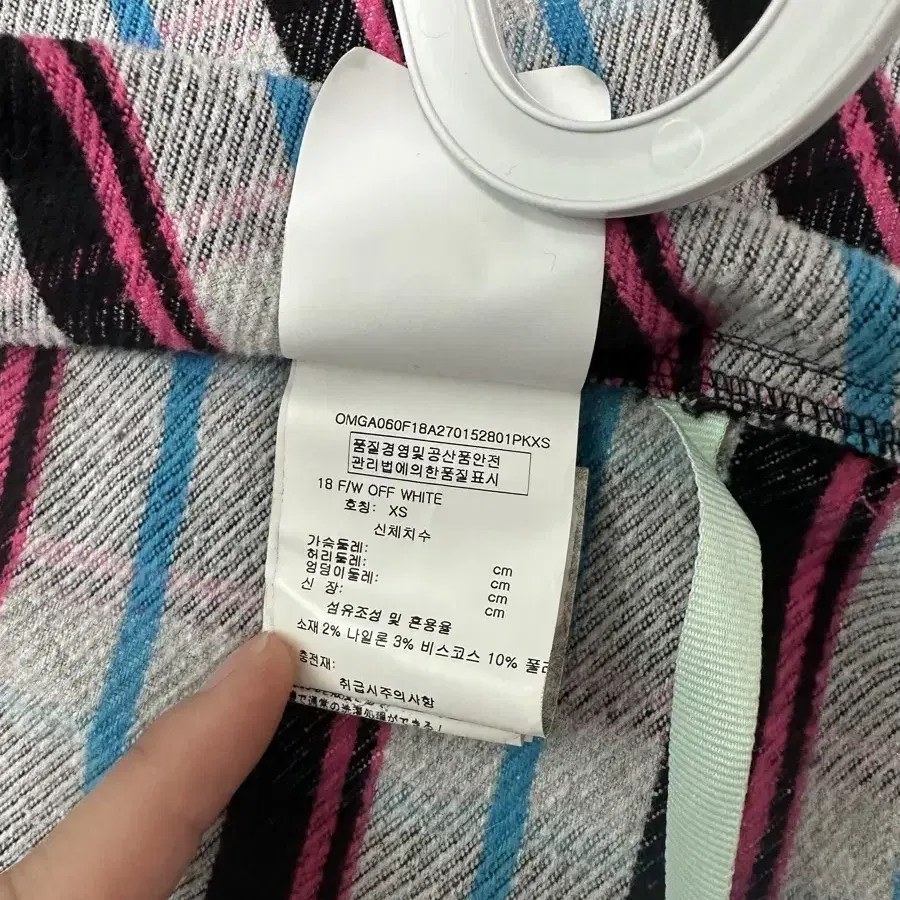 OMGA060F18A270152801PKXS
품질경영및공산품안전
관리법에의한품질표시
18 F/W OFF WHITE
호칭: XS
신체치수
가슴둘레: cm
허리둘레: cm
엉덩이둘레: cm
신 장: cm
섬유조성 및 혼용율
소재 2% 나일론 3% 비스코스 10% 폴리
충전재:
취급시주의사항